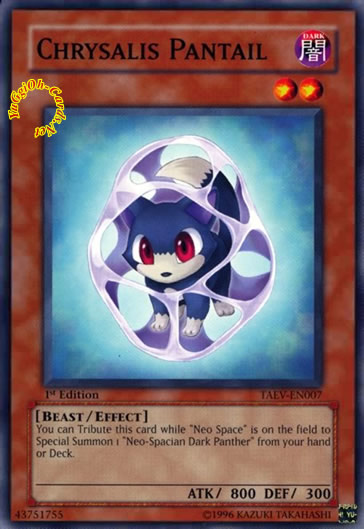 CHRYSALIS PANTAIL
DARK
闇
YuGgiOh-Cards.Net
1st Edition
TAEV-EN007
[BEAST / EFFECT]
You can Tribute this card while "Neo Space" is on the field to
Special Summon 1 "Neo-Spacian Dark Panther" from your hand
or Deck.
ATK / 800 DEF / 300
43751755
©1996 KAZUKI TAKAHASHI